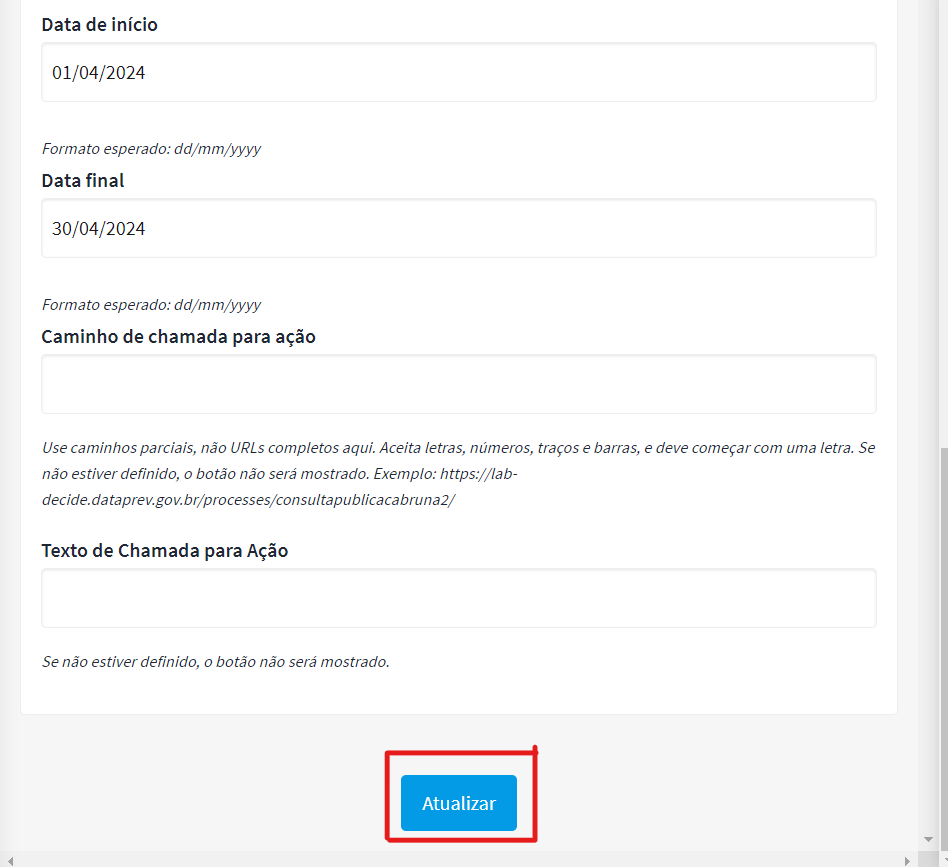 Data de início
01/04/2024
Formato esperado: dd/mm/yyyy
Data final
30/04/2024
Formato esperado: dd/mm/yyyy
Caminho de chamada para ação
Use caminhos parciais, não URLs completos aqui. Aceita letras, números, traços e barras, e deve começar com uma letra. Se
não estiver definido, o botão não será mostrado. Exemplo: https://lab-
decide.dataprev.gov.br/processes/consultapublicacabruna2/
Texto de Chamada para Ação
Se não estiver definido, o botão não será mostrado.
Atualizar